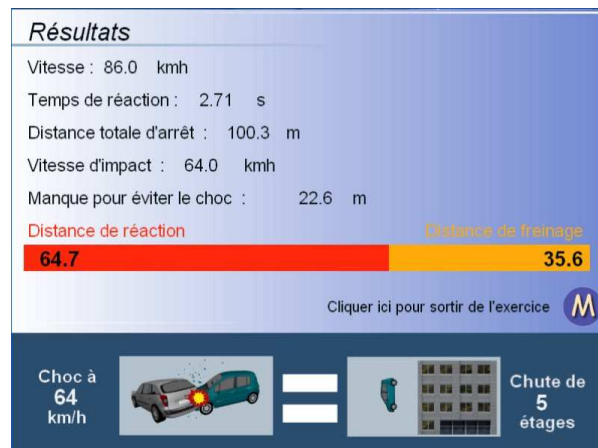 Résultats
Vitesse : 86.0 kmh
Temps de réaction : 2.71 s
Distance totale d'arrêt : 100.3 m
Vitesse d'impact : 64.0 kmh
Manque pour éviter le choc : 22.6 m
Distance de réaction Distance de freinage
64.7 35.6
Cliquer ici pour sortir de l'exercice M
Choc à
64
km/h
Chute de
5
étages